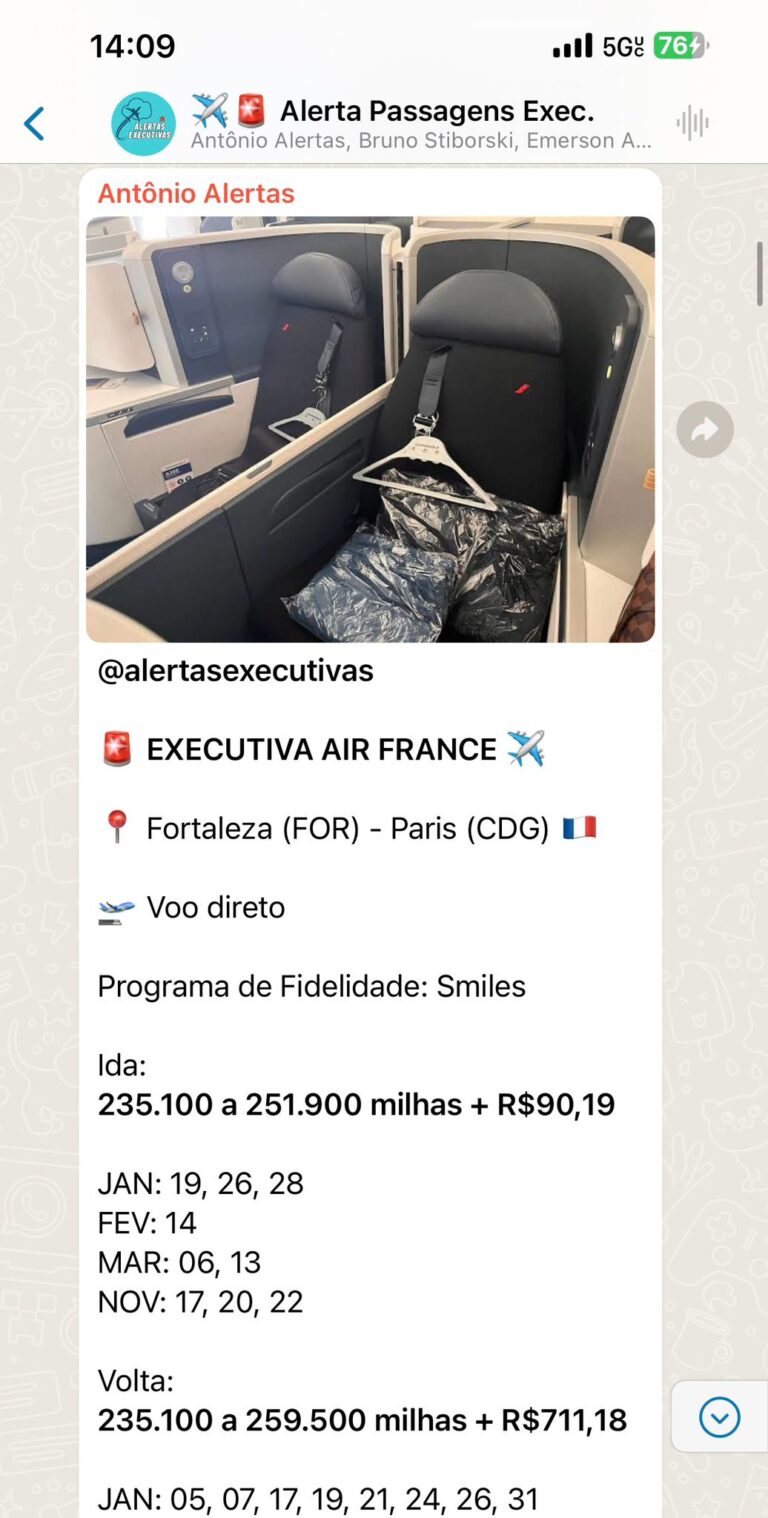 14:09
5G UC
76
ALERTAS
EXECUTIVAS
✈️🚨 Alerta Passagens Exec.
Antônio Alertas, Bruno Stiborski, Emerson A...
Antônio Alertas
@alertasexecutivas
🚨 EXECUTIVA AIR FRANCE ✈️
📍 Fortaleza (FOR) - Paris (CDG) 🇫🇷
🛫 Voo direto
Programa de Fidelidade: Smiles
Ida:
235.100 a 251.900 milhas + R$90,19
JAN: 19, 26, 28
FEV: 14
MAR: 06, 13
NOV: 17, 20, 22
Volta:
235.100 a 259.500 milhas + R$711,18
JAN: 05, 07, 17, 19, 21, 24, 26, 31